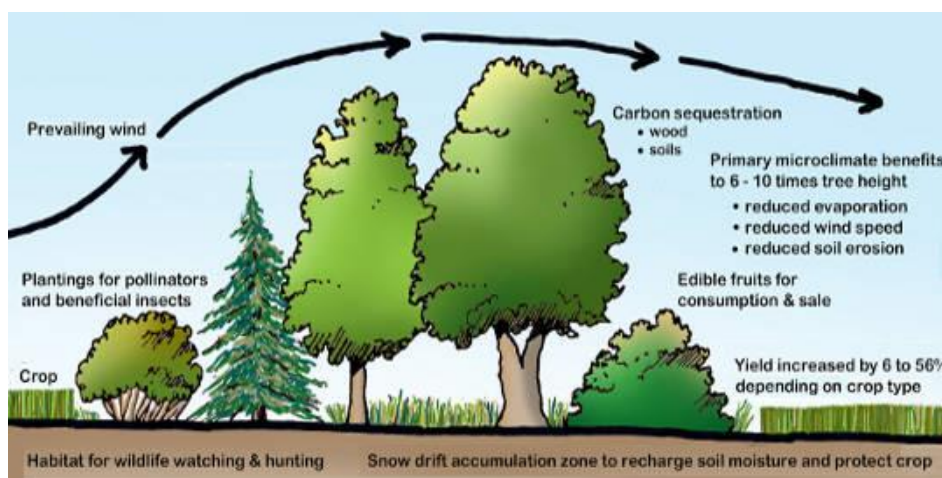 Prevailing wind
Carbon sequestration
• wood
• soils
Primary microclimate benefits
to 6 - 10 times tree height
• reduced evaporation
• reduced wind speed
• reduced soil erosion
Plantings for pollinators
and beneficial insects
Edible fruits for
consumption & sale
Crop
Yield increased by 6 to 56%
depending on crop type
Habitat for wildlife watching & hunting
Snow drift accumulation zone to recharge soil moisture and protect crop